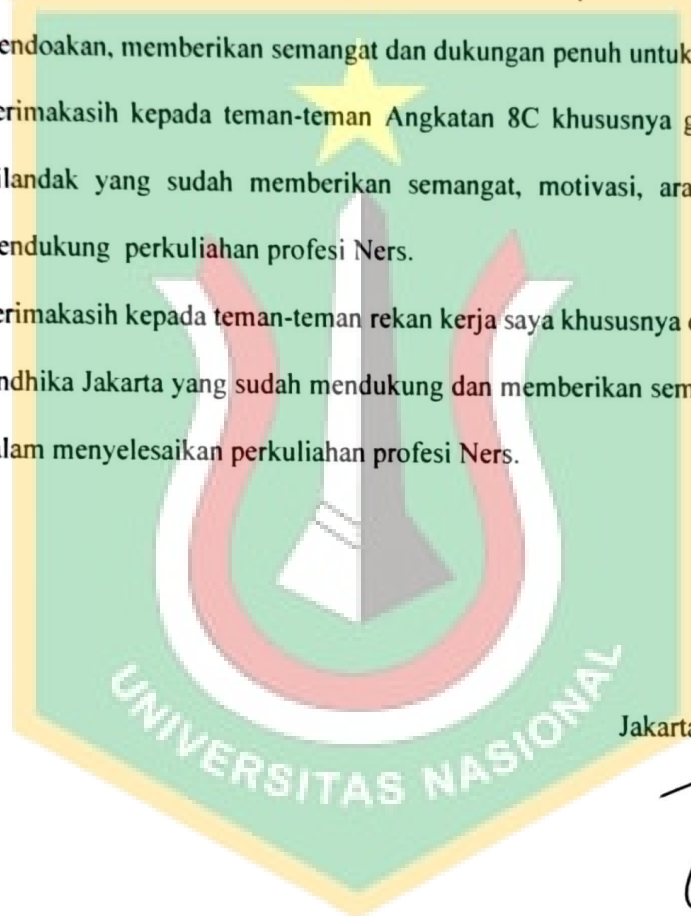 endoakan, memberikan semangat dan dukungan penuh untuk
erimakasih kepada teman-teman Angkatan 8C khususnya g
ilandak yang sudah memberikan semangat, motivasi, ara
endukung perkuliahan profesi Ners.
erimakasih kepada teman-teman rekan kerja saya khususnya
ndhika Jakarta yang sudah mendukung dan memberikan sem
alam menyelesaikan perkuliahan profesi Ners.
UNIVERSITAS NASIONAL
Jakarta